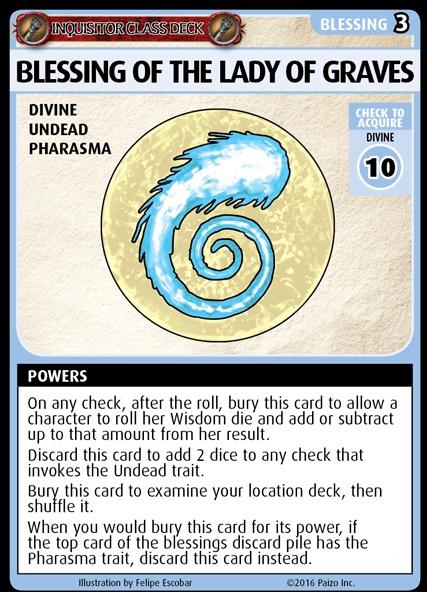 INQUISITOR CLASS DECK
BLESSING 3
BLESSING OF THE LADY OF GRAVES
DIVINE
UNDEAD
PHARASMA
CHECK TO
ACQUIRE
DIVINE
10
POWERS
On any check, after the roll, bury this card to allow a
character to roll her Wisdom die and add or subtract
up to that amount from her result.
Discard this card to add 2 dice to any check that
invokes the Undead trait.
Bury this card to examine your location deck, then
shuffle it.
When you would bury this card for its power, if
the top card of the blessings discard pile has the
Pharasma trait, discard this card instead.
Illustration by Felipe Escobar
©2016 Paizo Inc.